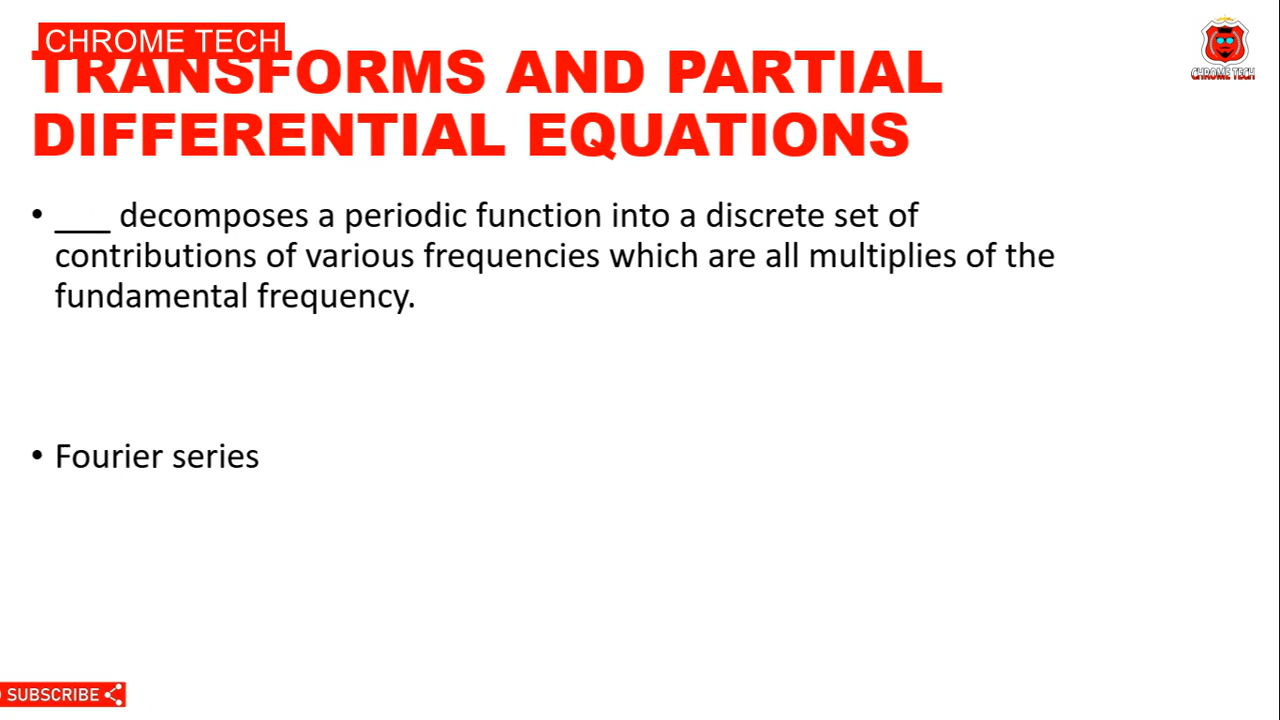 CHROME TECH
TRANSFORMS AND PARTIAL
DIFFERENTIAL EQUATIONS
CHROME TECH
• ___ decomposes a periodic function into a discrete set of
contributions of various frequencies which are all multiplies of the
fundamental frequency.
• Fourier series
SUBSCRIBE